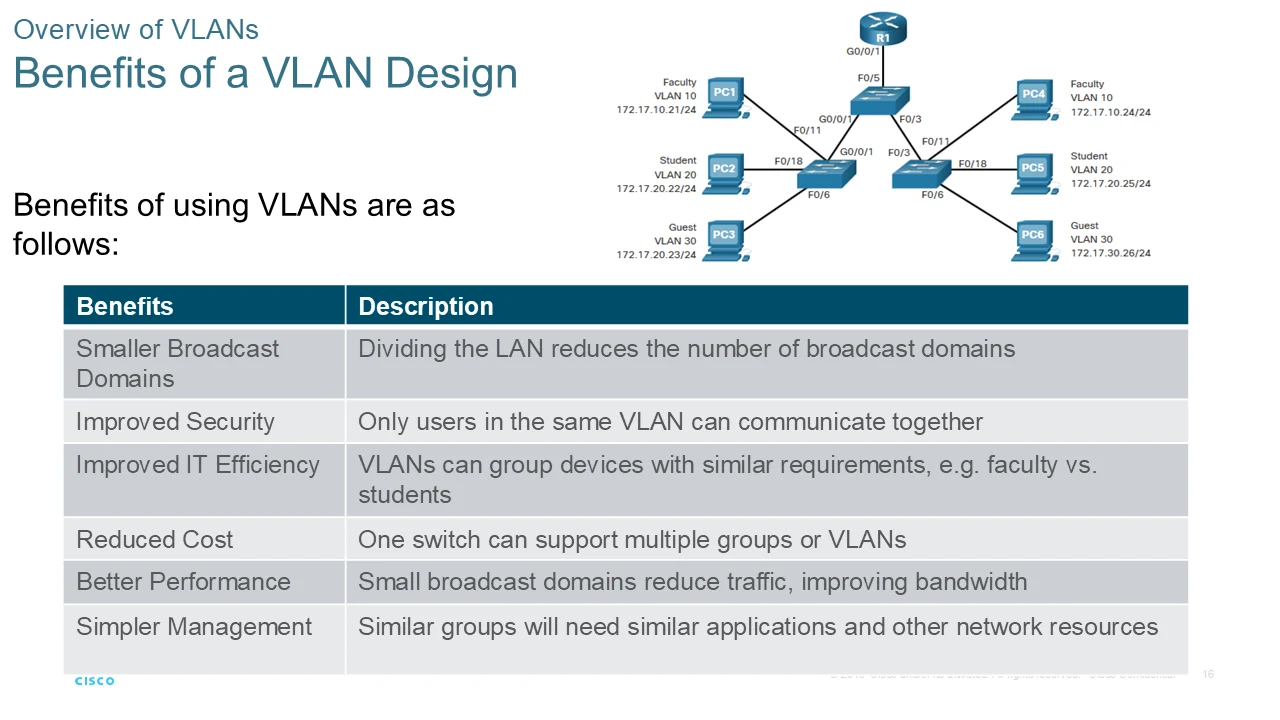 Overview of VLANs
Benefits of a VLAN Design
Benefits of using VLANs are as
follows:
R1
G0/0/1
F0/5
G0/0/1
F0/3
Faculty
VLAN 10
172.17.10.21/24
PC1
F0/11
Student
VLAN 20
172.17.20.22/24
PC2
F0/18
G0/0/1
Guest
VLAN 30
172.17.20.23/24
PC3
F0/6
F0/3
F0/11
PC4
Faculty
VLAN 10
172.17.10.24/24
F0/18
PC5
Student
VLAN 20
172.17.20.25/24
F0/6
PC6
Guest
VLAN 30
172.17.30.26/24
Benefits Description
Smaller Broadcast Dividing the LAN reduces the number of broadcast domains
Domains
Improved Security Only users in the same VLAN can communicate together
Improved IT Efficiency VLANs can group devices with similar requirements, e.g. faculty vs.
students
Reduced Cost One switch can support multiple groups or VLANs
Better Performance Small broadcast domains reduce traffic, improving bandwidth
Simpler Management Similar groups will need similar applications and other network resources
CISCO
16